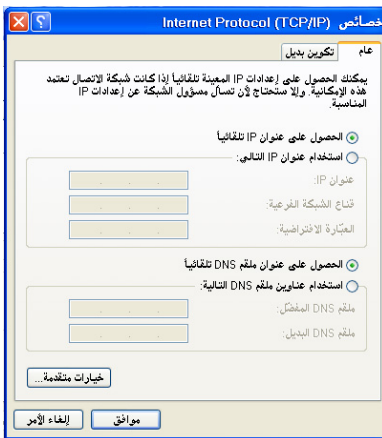 خصائص Internet Protocol (TCP/IP)
عام
تكوين بديل
يمكنك الحصول على إعدادات IP المعينة تلقائياً إذا كانت شبكة الاتصال تعتمد
هذه الإمكانية. وإلا ستحتاج لأن تسأل مسؤول الشبكة عن إعدادات IP
المناسبة.
الحصول على عنوان IP تلقائياً
استخدام عنوان IP التالي:
عنوان IP:
قناع الشبكة الفرعية:
العبّارة الافتراضية:
الحصول على عنوان ملقم DNS تلقائياً
استخدام عناوين ملقم DNS التالية:
ملقم DNS المفضّل:
ملقم DNS البديل:
خيارات متقدمة...
موافق
إلغاء الأمر